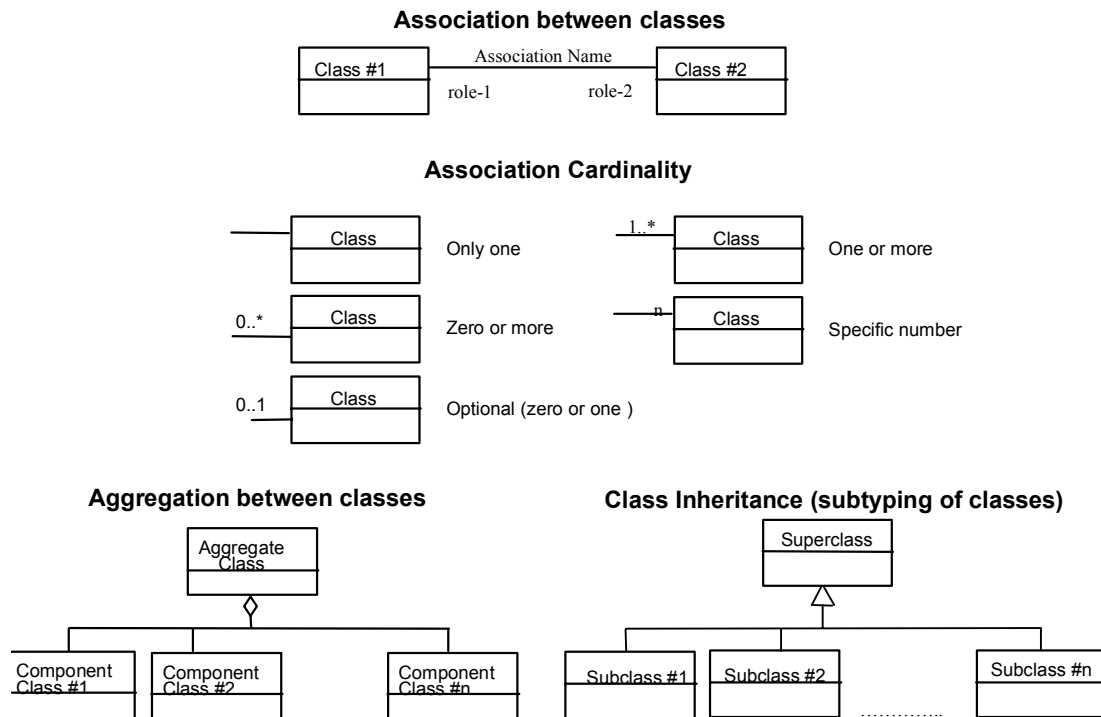 Association between classes
Association Name
Class #1
Class #2
role-1
role-2
Association Cardinality
Class
Only one
1..*
Class
One or more
0..*
Class
Zero or more
n
Class
Specific number
0..1
Class
Optional (zero or one )
Aggregation between classes
Aggregate
Class
Component
Class #1
Component
Class #2
Component
Class #n
Class Inheritance (subtyping of classes)
Superclass
Subclass #1
Subclass #2
…………..
Subclass #n